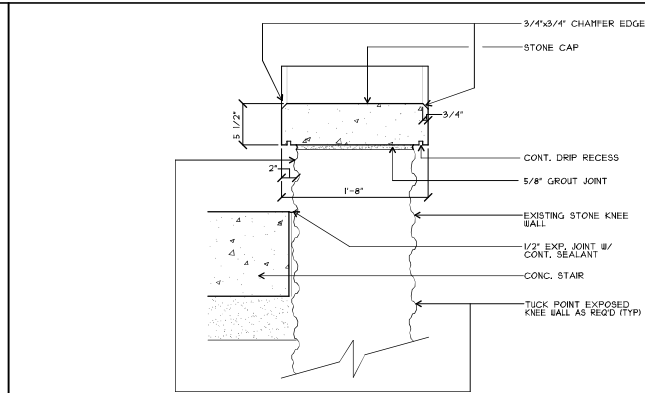 3/4"x3/4" CHAMFER EDGE
STONE CAP
5 1/2"
3/4"
CONT. DRIP RECESS
2"
5/8" GROUT JOINT
1'-8"
EXISTING STONE KNEE
WALL
1/2" EXP. JOINT W/
CONT. SEALANT
CONC. STAIR
TUCK POINT EXPOSED
KNEE WALL AS REQ'D (TYP)